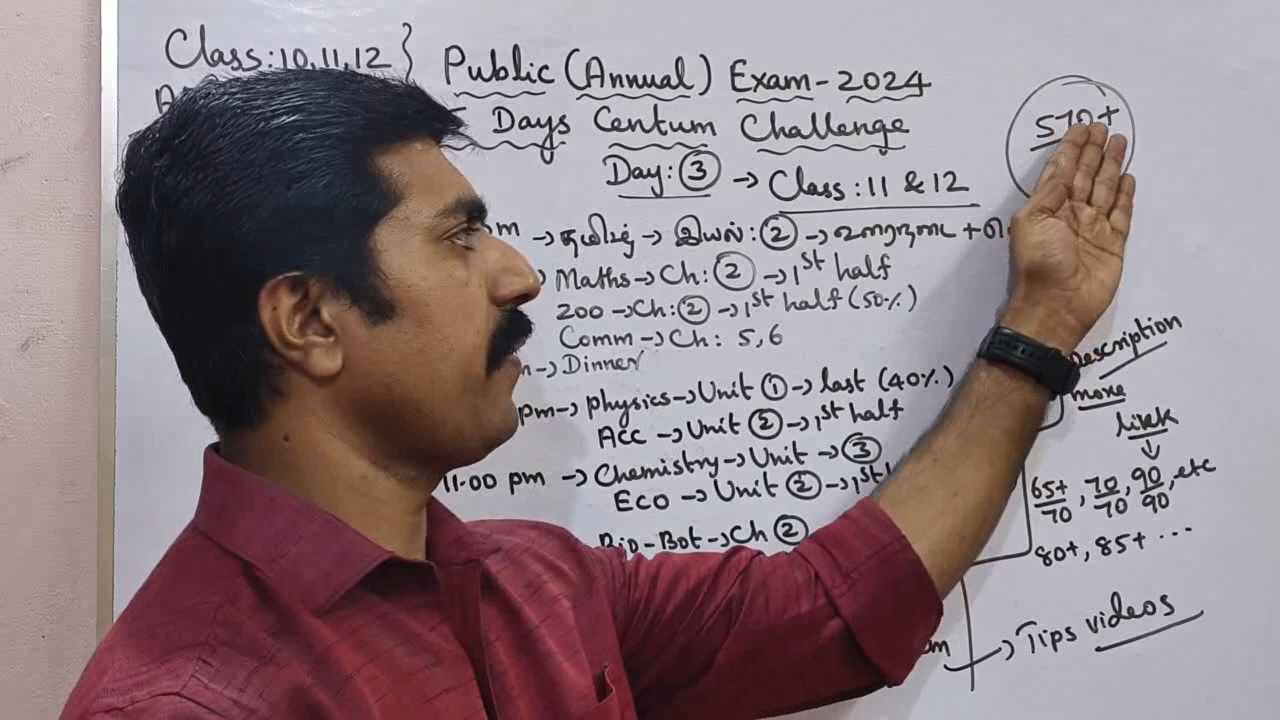 Class:10,11,12 }
Public (Annual) Exam-2024
Days Centum Challenge
Day: 3 → Class:11 & 12
570+
m → தமிழ் → இயல்: 2 → வரைநடை +
Maths → Ch: 2 → 1st half
ZOO → Ch: 2 → 1st half (50%)
Comm → Ch: 5,6
→ Dinner
pm → Physics → Unit 1 → last (40%)
ACC → Unit 2 → 1st half
11.00 pm → Chemistry → Unit → 3
Eco → Unit 2 → 1st
Bio-Bot → Ch 2
Description
more
link
↓
65+/70, 70/70, 90/90, etc
80+, 85+ ...
→ Tips videos